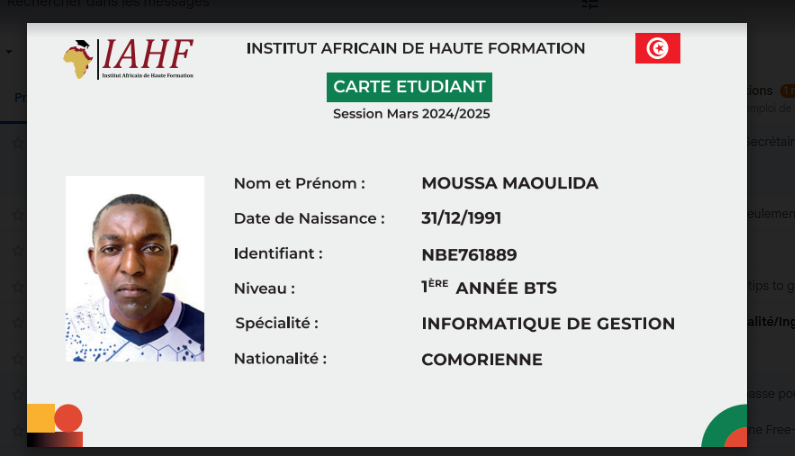 Rechercher dans les messages
IAHF
Institut Africain de Haute Formation
INSTITUT AFRICAIN DE HAUTE FORMATION
CARTE ETUDIANT
Session Mars 2024/2025
Nom et Prénom : MOUSSA MAOULIDA
Date de Naissance : 31/12/1991
Identifiant : NBE761889
Niveau : 1ÈRE ANNÉE BTS
Spécialité : INFORMATIQUE DE GESTION
Nationalité : COMORIENNE